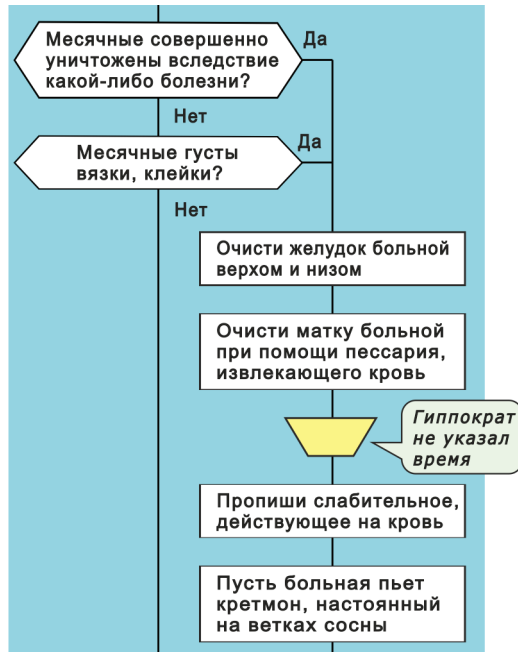 Месячные совершенно
уничтожены вследствие
какой-либо болезни?
Да
Нет
Месячные густы
вязки, клейки?
Да
Нет
Очисти желудок больной
верхом и низом
Очисти матку больной
при помощи пессария,
извлекающего кровь
Гиппократ
не указал
время
Пропиши слабительное,
действующее на кровь
Пусть больная пьет
кретмон, настоянный
на ветках сосны